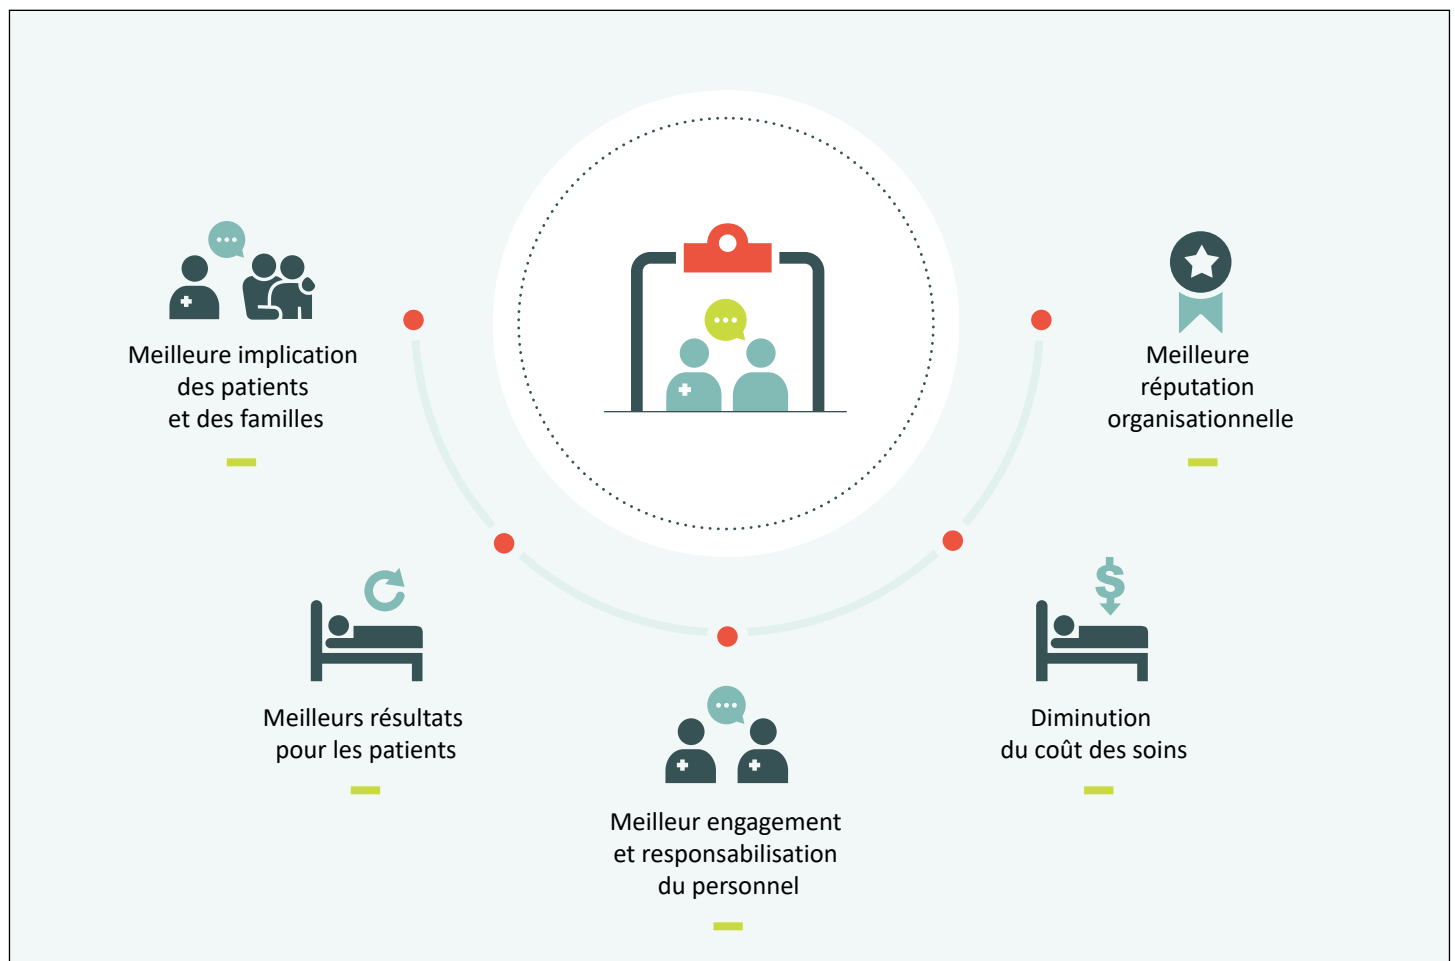 Meilleure implication
des patients
et des familles
Meilleurs résultats
pour les patients
Meilleur engagement
et responsabilisation
du personnel
Diminution
du coût des soins
Meilleure
réputation
organisationnelle